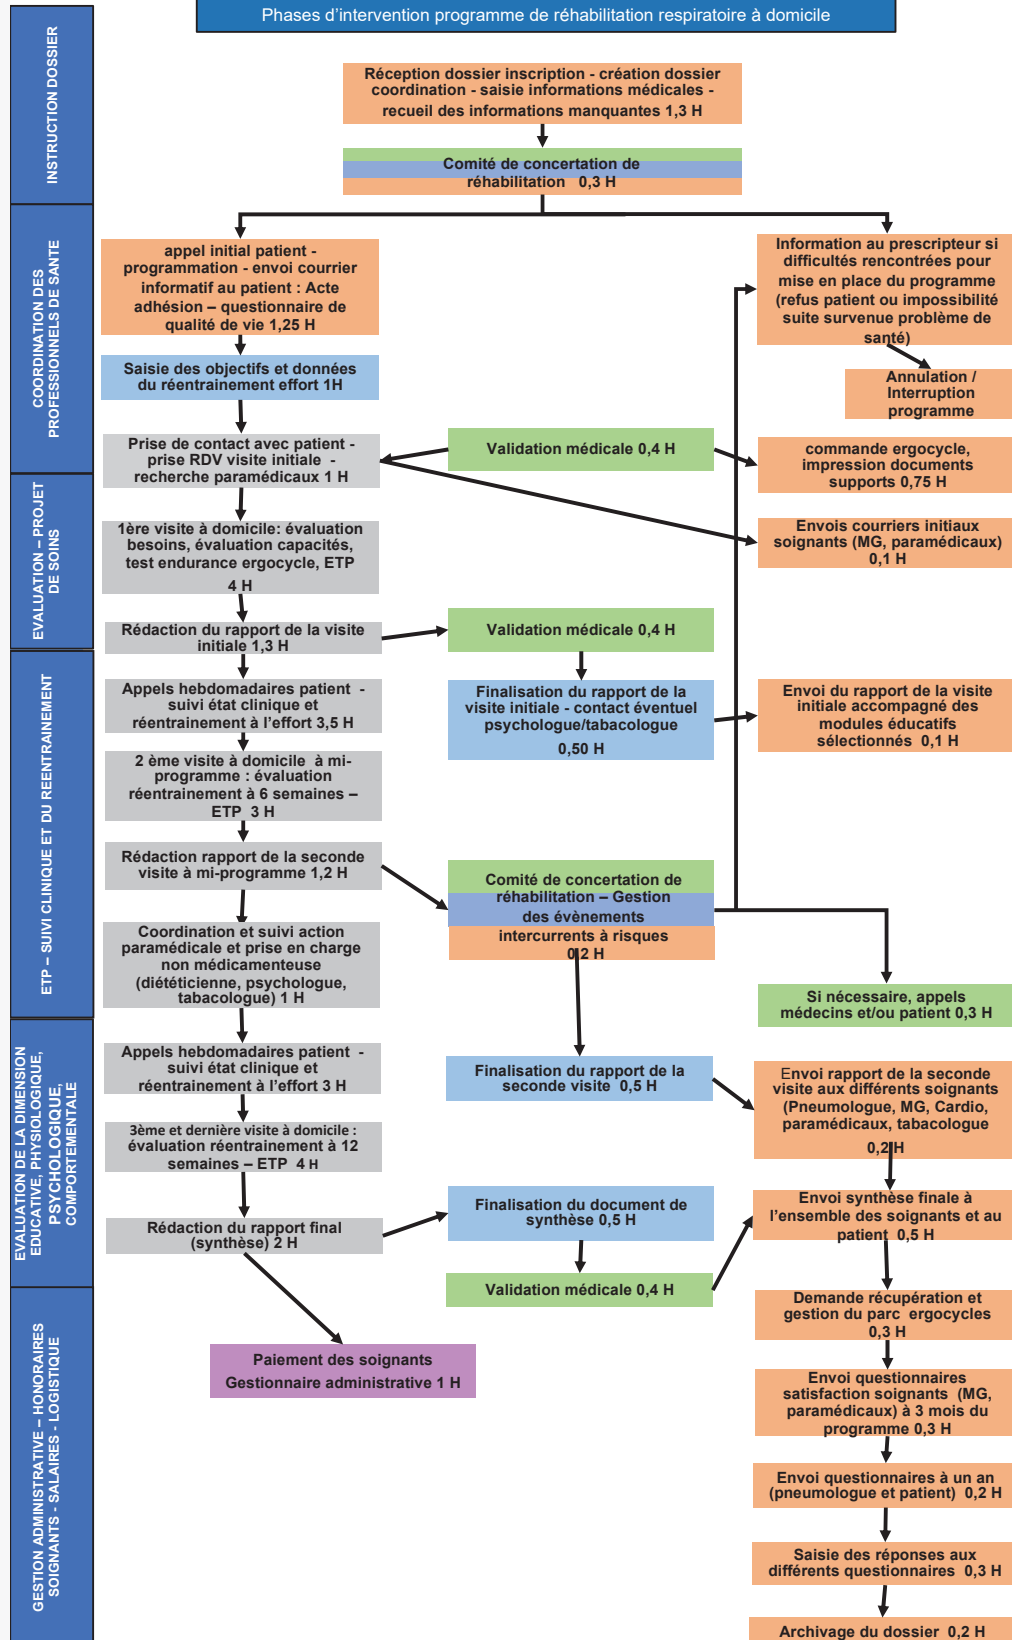 Phases d'intervention programme de réhabilitation respiratoire à domicile
INSTRUCTION DOSSIER
Réception dossier inscription - création dossier
coordination - saisie informations médicales -
recueil des informations manquantes 1,3 H
Comité de concertation de
réhabilitation 0,3 H
COORDINATION DES
PROFESSIONNELS DE SANTE
appel initial patient -
programmation - envoi courrier
informatif au patient : Acte
adhésion – questionnaire de
qualité de vie 1,25 H
Information au prescripteur si
difficultés rencontrées pour
mise en place du programme
(refus patient ou impossibilité
suite survenue problème de
santé)
Saisie des objectifs et données
du réentrainement effort 1H
Annulation /
Interruption
programme
Prise de contact avec patient -
prise RDV visite initiale -
recherche paramédicaux 1 H
Validation médicale 0,4 H
commande ergocycle,
impression documents
supports 0,75 H
EVALUATION – PROJET
DE SOINS
1ère visite à domicile: évaluation
besoins, évaluation capacités,
test endurance ergocycle, ETP
4 H
Envois courriers initiaux
soignants (MG, paramédicaux)
0,1 H
Rédaction du rapport de la visite
initiale 1,3 H
Validation médicale 0,4 H
ETP – SUIVI CLINIQUE ET DU REENTRAINEMENT
Appels hebdomadaires patient -
suivi état clinique et
réentrainement à l'effort 3,5 H
Finalisation du rapport de la
visite initiale - contact éventuel
psychologue/tabacologue
0,50 H
Envoi du rapport de la visite
initiale accompagné des
modules éducatifs
sélectionnés 0,1 H
2 ème visite à domicile à mi-
programme : évaluation
réentrainement à 6 semaines –
ETP 3 H
Rédaction rapport de la seconde
visite à mi-programme 1,2 H
Comité de concertation de
réhabilitation – Gestion
des évènements
intercurrents à risques
0,2 H
Coordination et suivi action
paramédicale et prise en charge
non médicamenteuse
(diététicienne, psychologue,
tabacologue) 1 H
Si nécessaire, appels
médecins et/ou patient 0,3 H
EVALUATION DE LA DIMENSION
EDUCATIVE, PHYSIOLOGIQUE,
PSYCHOLOGIQUE,
COMPORTEMENTALE
Appels hebdomadaires patient -
suivi état clinique et
réentrainement à l'effort 3 H
Finalisation du rapport de la
seconde visite 0,5 H
Envoi rapport de la seconde
visite aux différents soignants
(Pneumologue, MG, Cardio,
paramédicaux, tabacologue
0,2 H
3ème et dernière visite à domicile :
évaluation réentrainement à 12
semaines – ETP 4 H
Rédaction du rapport final
(synthèse) 2 H
Finalisation du document de
synthèse 0,5 H
Envoi synthèse finale à
l'ensemble des soignants et au
patient 0,5 H
Validation médicale 0,4 H
GESTION ADMINISTRATIVE – HONORAIRES
SOIGNANTS - SALAIRES - LOGISTIQUE
Demande récupération et
gestion du parc ergocycles
0,3 H
Paiement des soignants
Gestionnaire administrative 1 H
Envoi questionnaires
satisfaction soignants (MG,
paramédicaux) à 3 mois du
programme 0,3 H
Envoi questionnaires à un an
(pneumologue et patient) 0,2 H
Saisie des réponses aux
différents questionnaires 0,3 H
Archivage du dossier 0,2 H